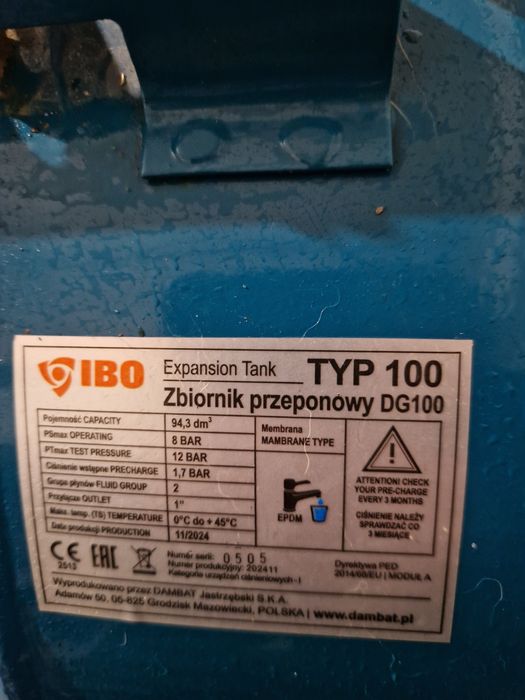 IBO
Expansion Tank TYP 100
Zbiornik przeponowy DG100
Pojemność CAPACITY 94,3 dm³
PSmax OPERATING 8 BAR
PTmax TEST PRESSURE 12 BAR
Ciśnienie wstępne PRECHARGE 1,7 BAR
Grupa płynów FLUID GROUP 2
Przyłącze OUTLET 1"
Maks. temp. (TS) TEMPERATURE 0°C do + 45°C
Data produkcji PRODUCTION 11/2024
Membrana
MAMBRANE TYPE
EPDM
ATTENTION! CHECK
YOUR PRE-CHARGE
EVERY 3 MONTHS
CIŚNIENIE NALEŻY
SPRAWDZAĆ CO
3 MIESIĄCE
CE EAC
2513
Numer serii: 0505
Numer produkcyjny: 202411
Kategoria urządzeń ciśnieniowych - I
Dyrektywa PED
2014/68/EU | MODUŁ A
Wyprodukowano przez DAMBAT Jastrzębski S.K.A.
Adamów 50, 05-825 Grodzisk Mazowiecki, POLSKA | www.dambat.pl